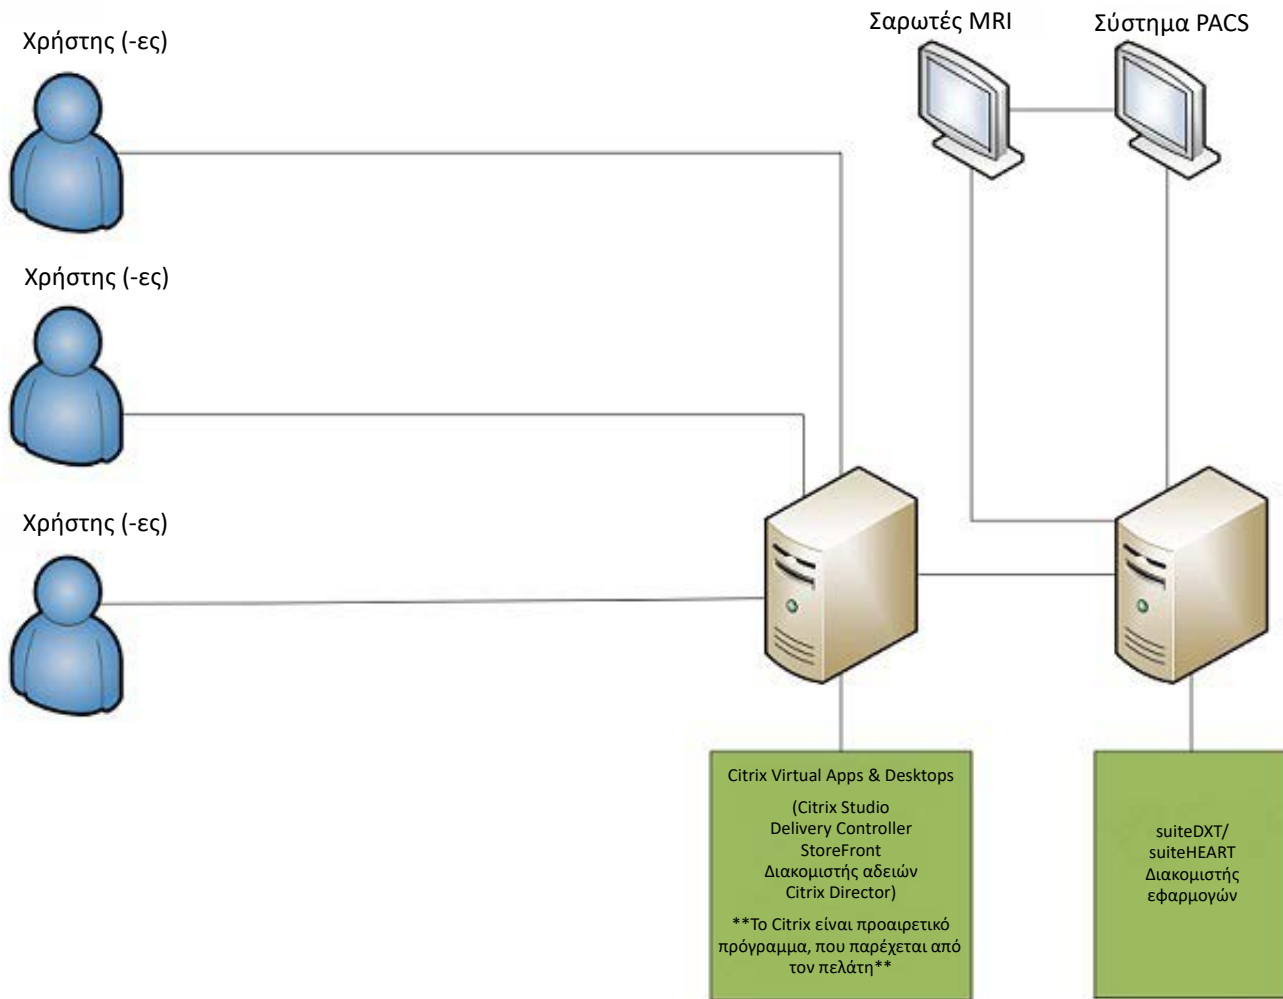 Χρήστης (-ες)
Σαρωτές MRI
Σύστημα PACS
Χρήστης (-ες)
Χρήστης (-ες)
Citrix Virtual Apps & Desktops
(Citrix Studio
Delivery Controller
StoreFront
Διακομιστής αδειών
Citrix Director)
**Το Citrix είναι προαιρετικό
πρόγραμμα, που παρέχεται από
τον πελάτη**
suiteDXT/
suiteHEART
Διακομιστής
εφαρμογών